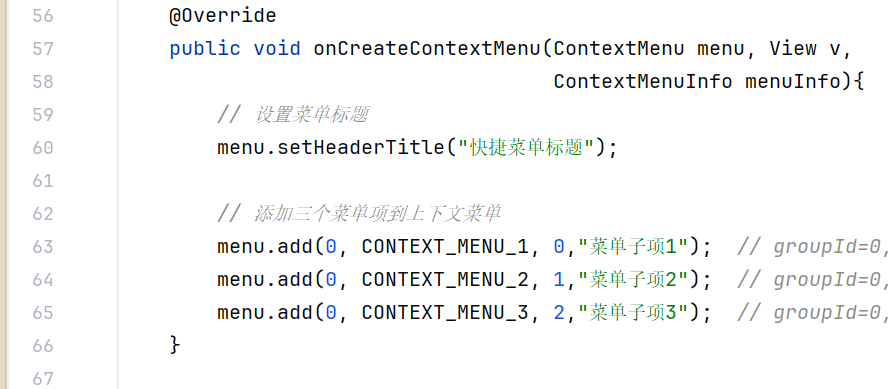 56 @Override
57 public void onCreateContextMenu(ContextMenu menu, View v,
58 ContextMenuInfo menuInfo){
59 // 设置菜单标题
60 menu.setHeaderTitle("快捷菜单标题");
61
62 // 添加三个菜单项到上下文菜单
63 menu.add(0, CONTEXT_MENU_1, 0,"菜单子项1"); // groupId=0,
64 menu.add(0, CONTEXT_MENU_2, 1,"菜单子项2"); // groupId=0,
65 menu.add(0, CONTEXT_MENU_3, 2,"菜单子项3"); // groupId=0,
66 }
67